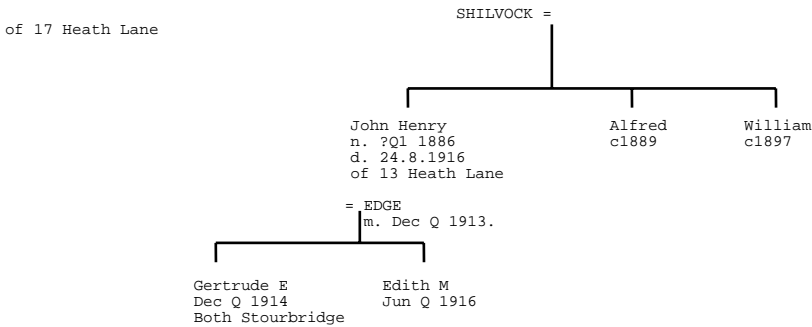 SHILVOCK =
of 17 Heath Lane
John Henry
n. ?Q1 1886
d. 24.8.1916
of 13 Heath Lane
Alfred
c1889
William
c1897
= EDGE
m. Dec Q 1913.
Gertrude E
Dec Q 1914
Both Stourbridge
Edith M
Jun Q 1916